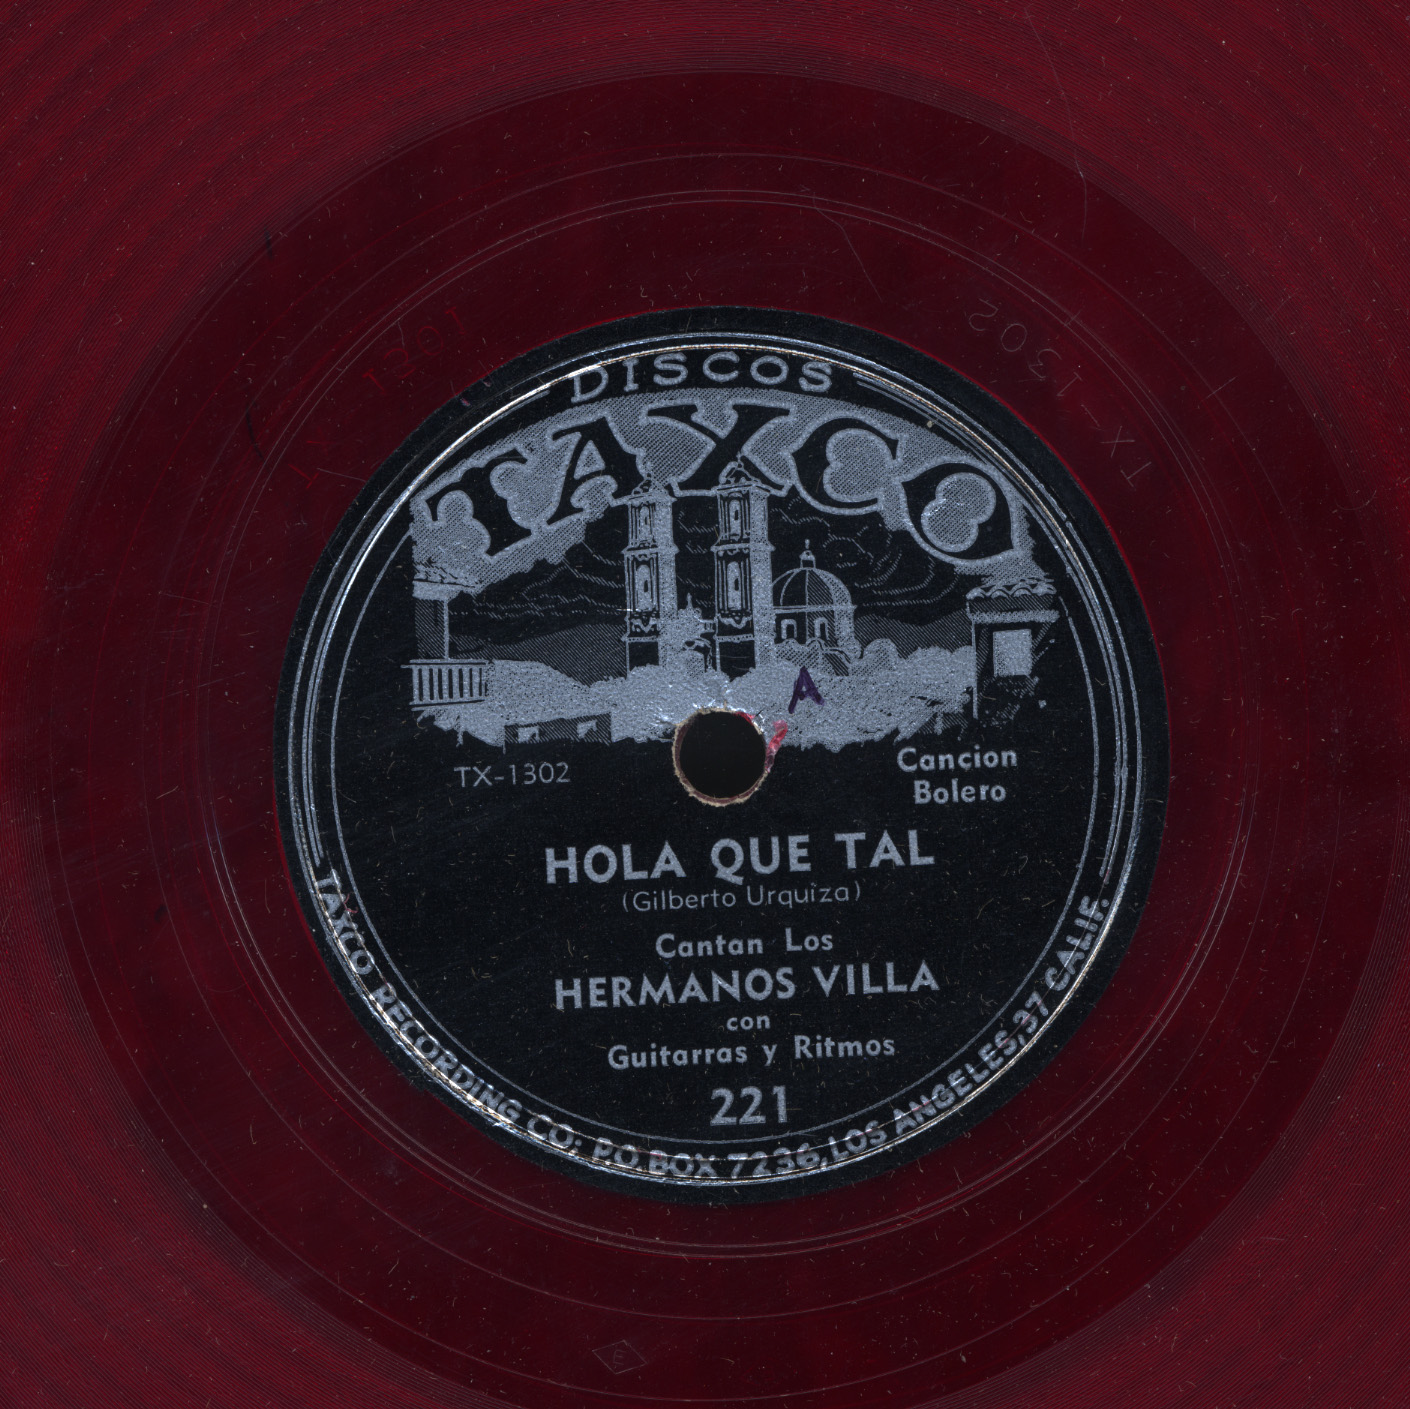 DISCOS
TAXCO
A
TX-1302
Cancion
Bolero
HOLA QUE TAL
(Gilberto Urquiza)
Cantan Los
HERMANOS VILLA
con
Guitarras y Ritmos
221
TAXCO RECORDING CO; P.O. BOX 7236, LOS ANGELES, 37 CALIF.
TX-1302
1301